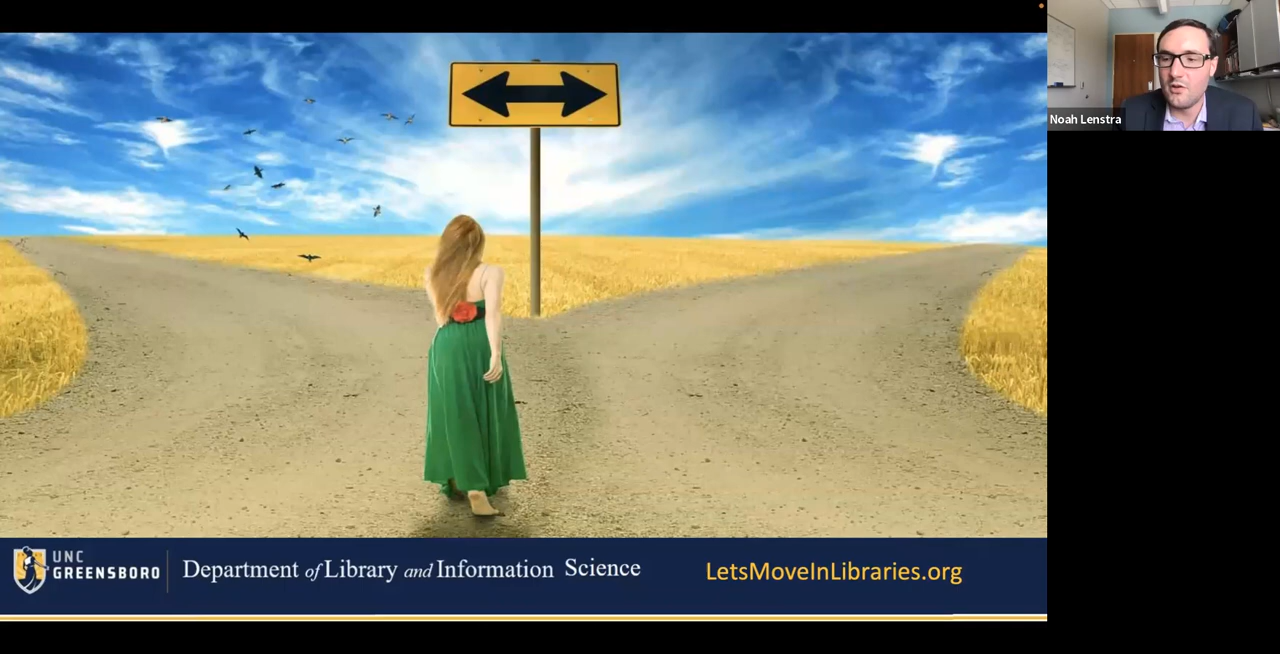 Noah Lenstra
UNC
GREENSBORO
Department of Library and Information Science
LetsMoveInLibraries.org